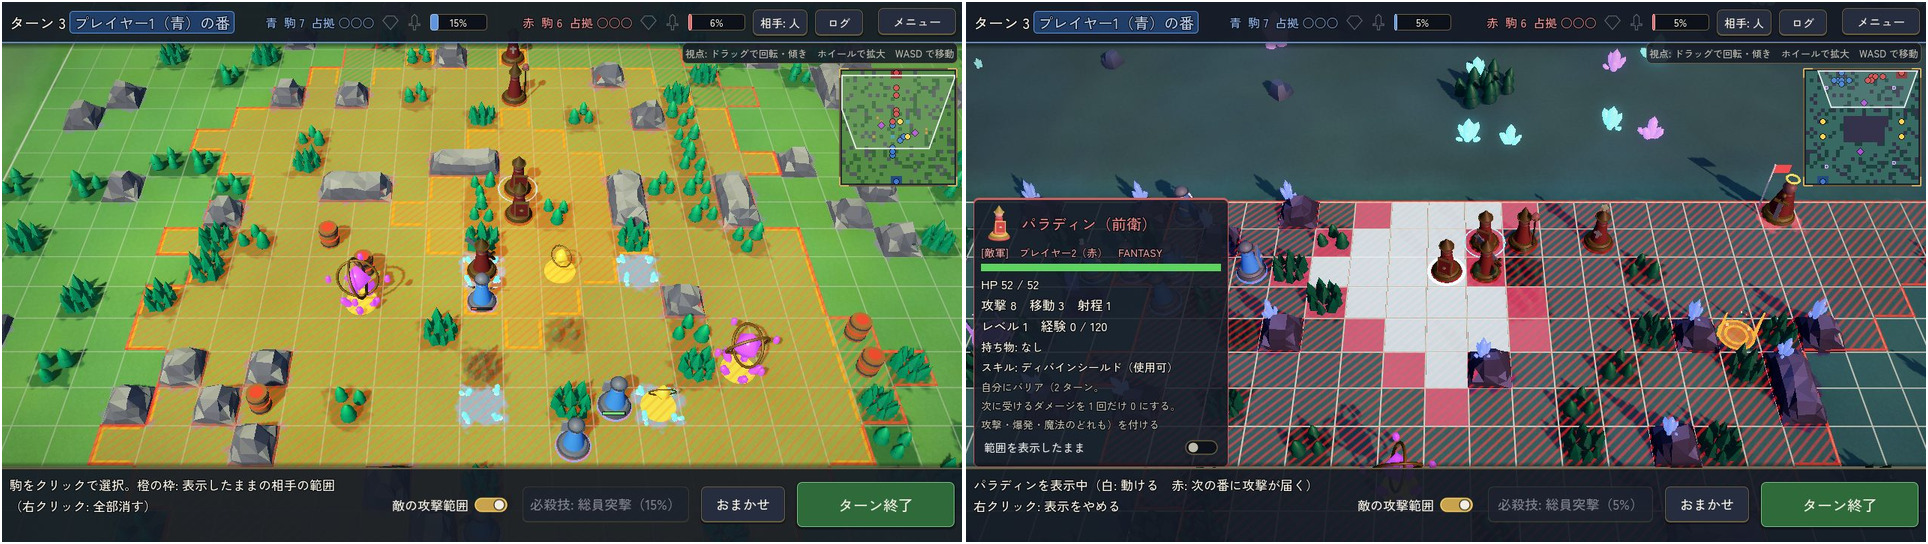 ターン 3 プレイヤー1（青）の番 青 駒 7 占拠 〇〇〇 15% 赤 駒 6 占拠 〇〇〇 6% 相手: 人 ログ メニュー
視点: ドラッグで回転・傾き ホイールで拡大 WASD で移動
駒をクリックで選択。橙の枠: 表示したままの相手の範囲
（右クリック: 全部消す）
敵の攻撃範囲 必殺技: 総員突撃（15%） おまかせ ターン終了
ターン 3 プレイヤー1（青）の番 青 駒 7 占拠 〇〇〇 5% 赤 駒 6 占拠 〇〇〇 5% 相手: 人 ログ メニュー
視点: ドラッグで回転・傾き ホイールで拡大 WASD で移動
パラディン（前衛）
[敵軍] プレイヤー2（赤） FANTASY
HP 52 / 52
攻撃 8 移動 3 射程 1
レベル 1 経験 0 / 120
持ち物: なし
スキル: ディバインシールド（使用可）
自分にバリア（2 ターン。
次に受けるダメージを 1 回だけ 0 にする。
攻撃・爆発・魔法のどれも）を付ける
範囲を表示したまま
パラディンを表示中（白: 動ける 赤: 次の番に攻撃が届く）
右クリック: 表示をやめる
敵の攻撃範囲 必殺技: 総員突撃（5%） おまかせ ターン終了